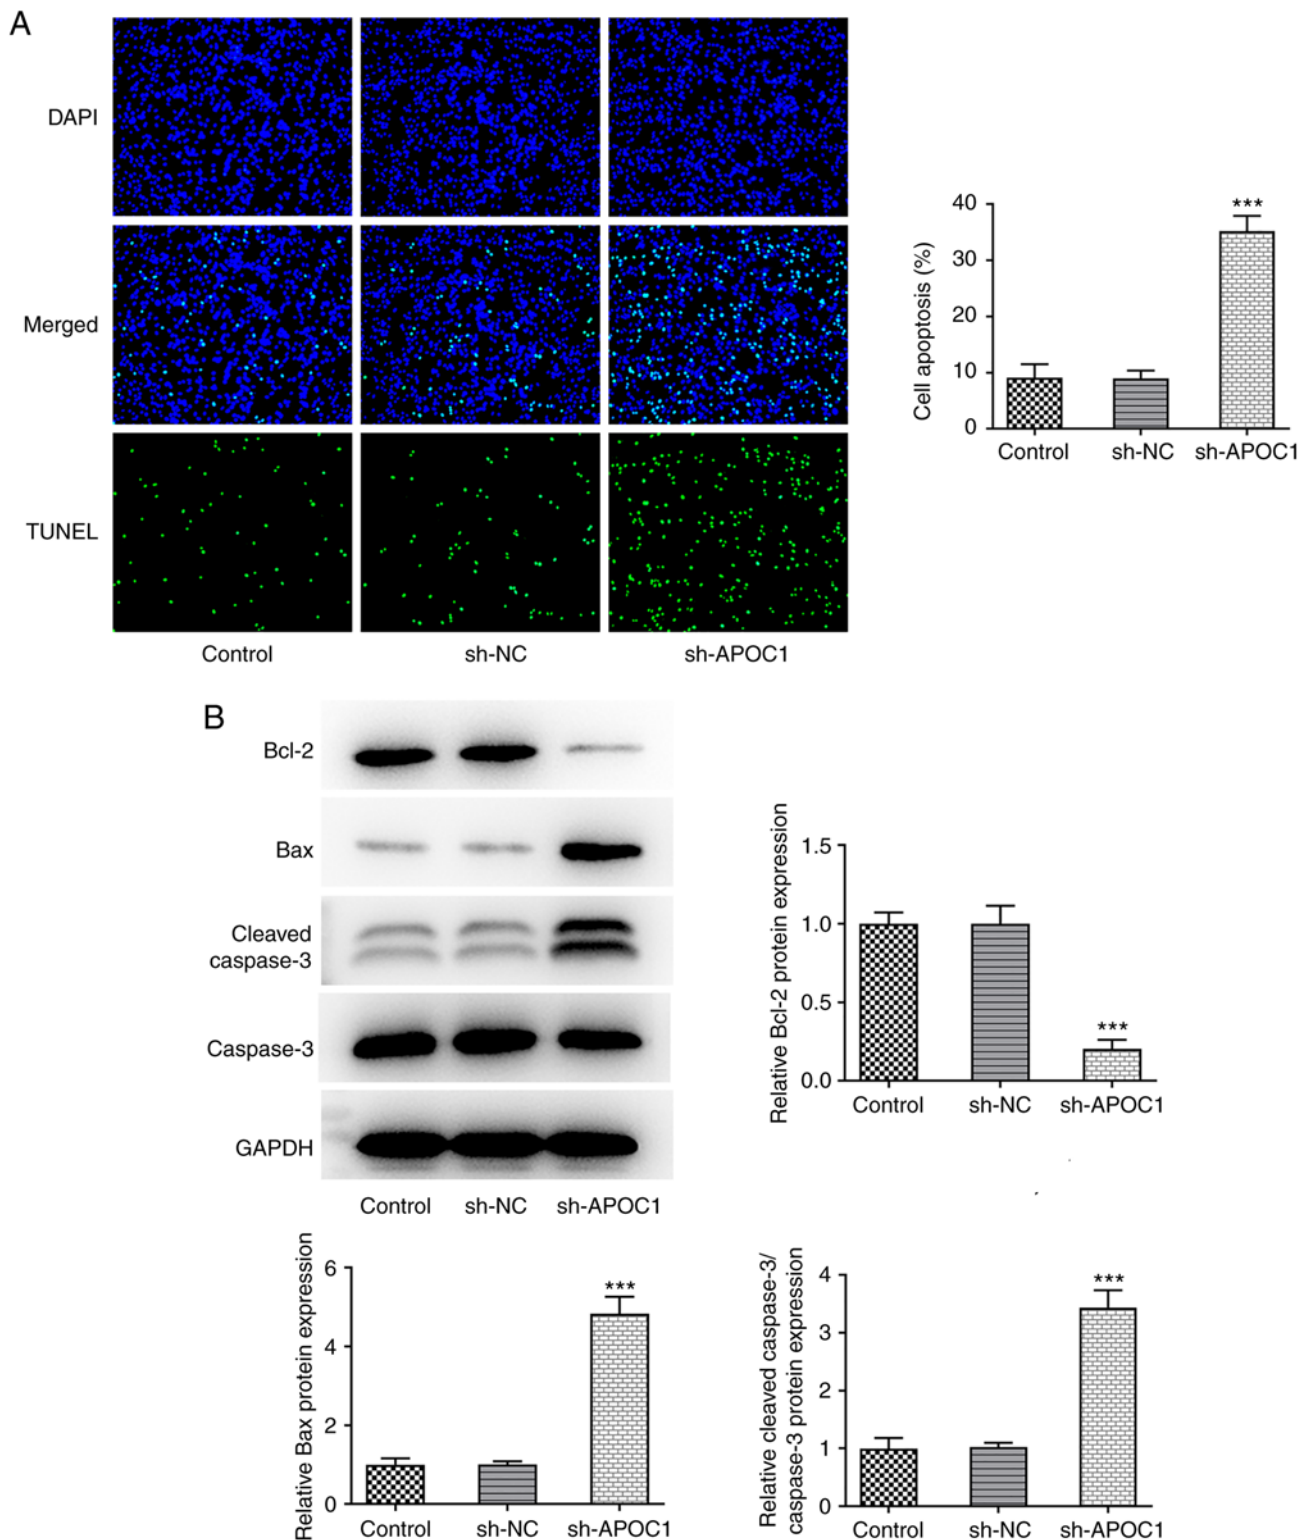 A
DAPI
Merged
TUNEL
Control
sh-NC
sh-APOC1
Cell apoptosis (%)
40
30
20
10
0
***
Control
sh-NC
sh-APOC1
B
Bcl-2
Bax
Cleaved
caspase-3
Caspase-3
GAPDH
Control
sh-NC
sh-APOC1
Relative Bcl-2 protein expression
1.5
1.0
0.5
0.0
***
Control
sh-NC
sh-APOC1
Relative Bax protein expression
6
4
2
0
***
Control
sh-NC
sh-APOC1
Relative cleaved caspase-3/
caspase-3 protein expression
4
3
2
1
0
***
Control
sh-NC
sh-APOC1